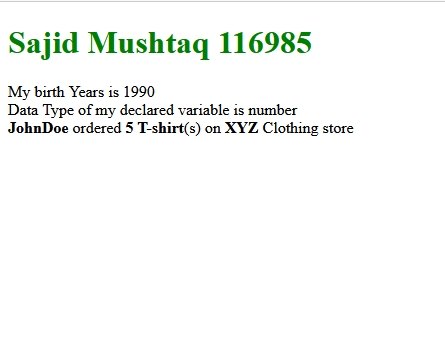 Sajid Mushtaq 116985
My birth Years is 1990
Data Type of my declared variable is number
JohnDoe ordered 5 T-shirt(s) on XYZ Clothing store